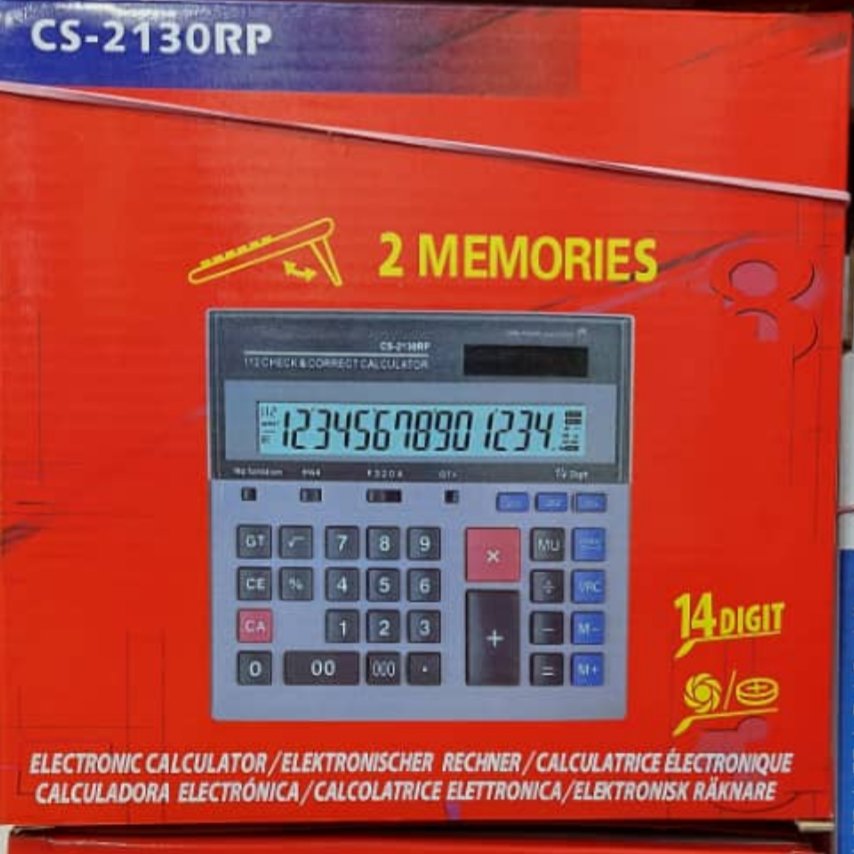 CS-2130RP
2 MEMORIES
CS-2130RP
112 CHECK & CORRECT CALCULATOR
12345678901234.
GT √ 7 8 9 × MU
CE % 4 5 6 ÷ VRC
CA 1 2 3 + − M−
0 00 000 . = M+
14 DIGIT
ELECTRONIC CALCULATOR/ELEKTRONISCHER RECHNER/CALCULATRICE ÉLECTRONIQUE
CALCULADORA ELECTRÓNICA/CALCOLATRICE ELETTRONICA/ELEKTRONISK RÄKNARE